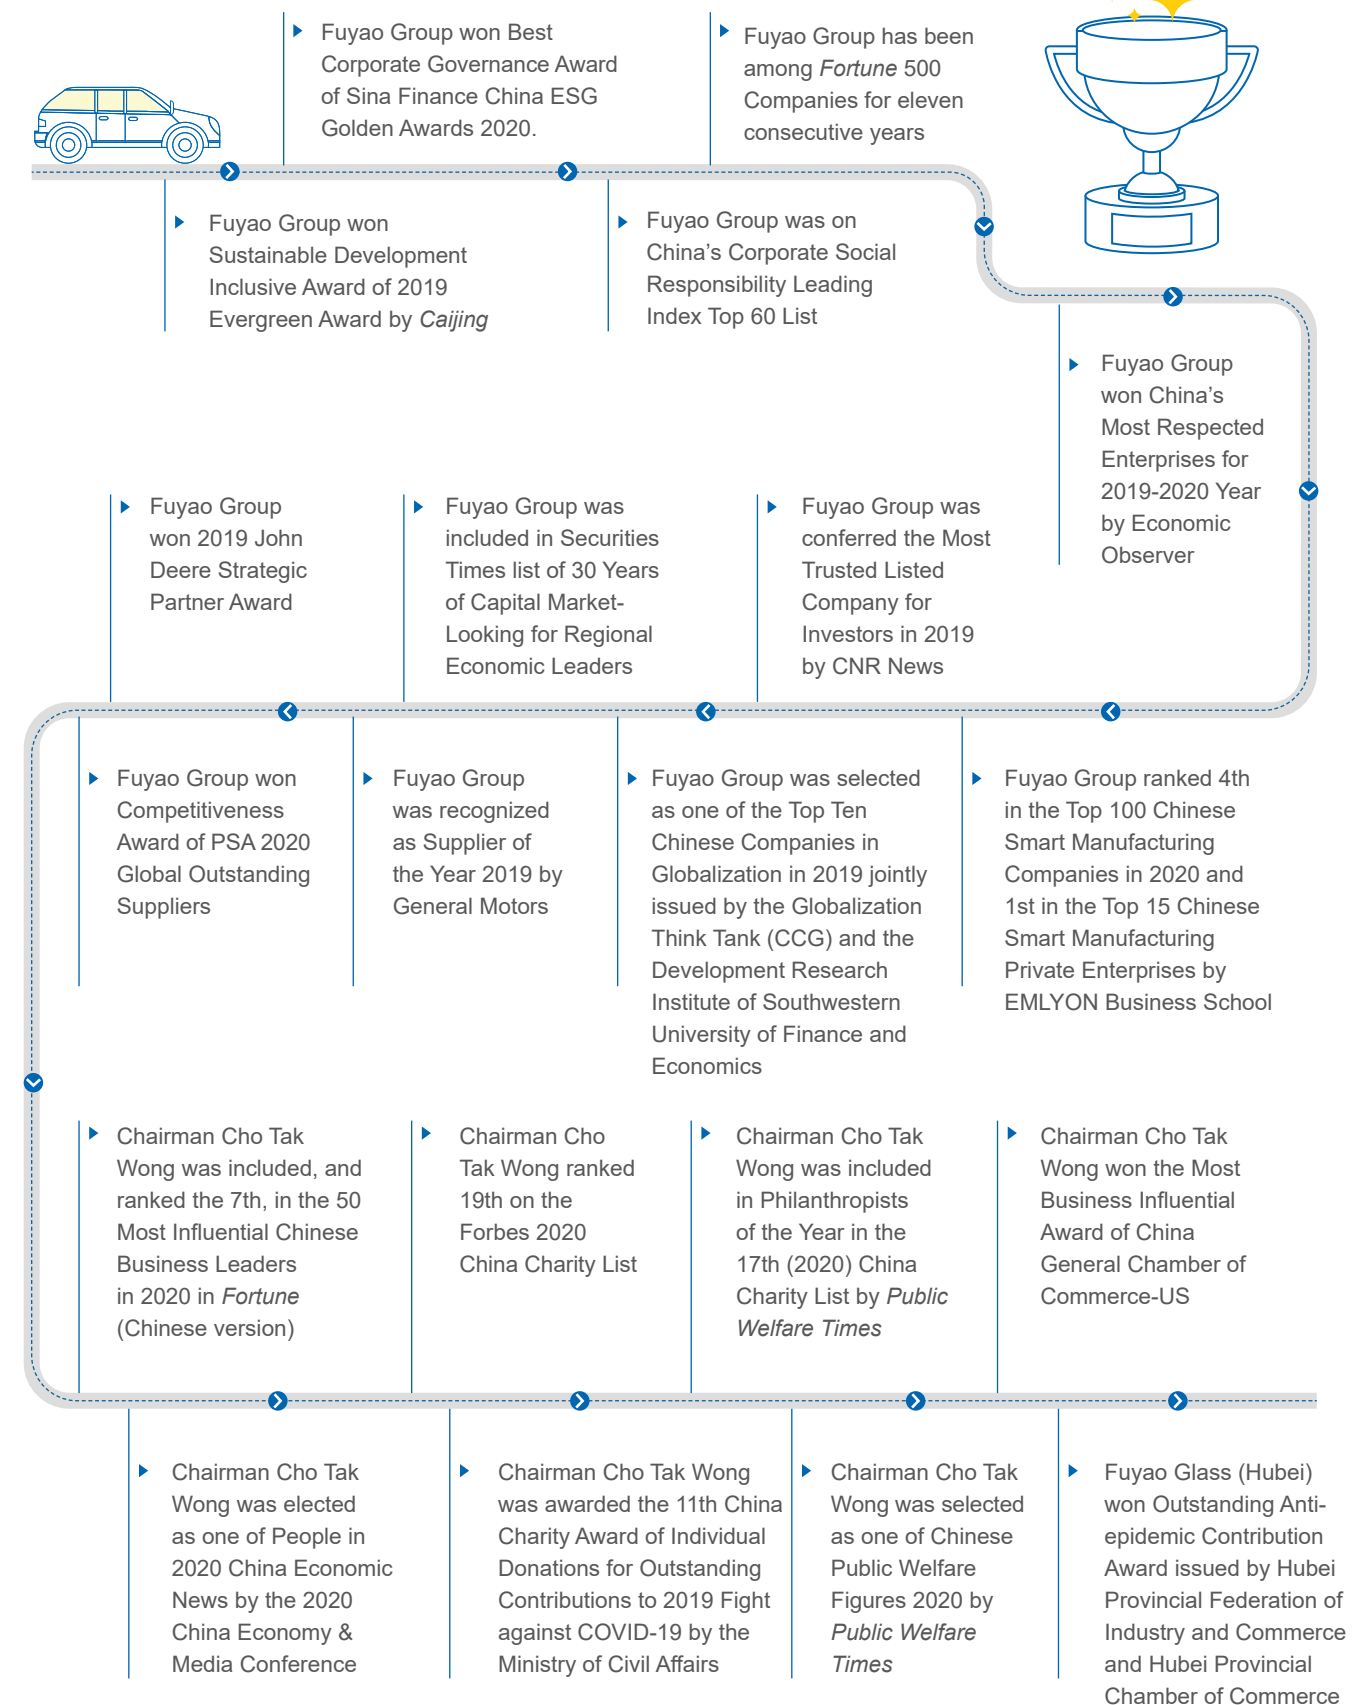 Fuyao Group won Best
Corporate Governance Award
of Sina Finance China ESG
Golden Awards 2020.
Fuyao Group has been
among Fortune 500
Companies for eleven
consecutive years
Fuyao Group won
Sustainable Development
Inclusive Award of 2019
Evergreen Award by Caijing
Fuyao Group was on
China's Corporate Social
Responsibility Leading
Index Top 60 List
Fuyao Group
won China's
Most Respected
Enterprises for
2019-2020 Year
by Economic
Observer
Fuyao Group
won 2019 John
Deere Strategic
Partner Award
Fuyao Group was
included in Securities
Times list of 30 Years
of Capital Market-
Looking for Regional
Economic Leaders
Fuyao Group was
conferred the Most
Trusted Listed
Company for
Investors in 2019
by CNR News
Fuyao Group won
Competitiveness
Award of PSA 2020
Global Outstanding
Suppliers
Fuyao Group
was recognized
as Supplier of
the Year 2019 by
General Motors
Fuyao Group was selected
as one of the Top Ten
Chinese Companies in
Globalization in 2019 jointly
issued by the Globalization
Think Tank (CCG) and the
Development Research
Institute of Southwestern
University of Finance and
Economics
Fuyao Group ranked 4th
in the Top 100 Chinese
Smart Manufacturing
Companies in 2020 and
1st in the Top 15 Chinese
Smart Manufacturing
Private Enterprises by
EMLYON Business School
Chairman Cho Tak
Wong was included, and
ranked the 7th, in the 50
Most Influential Chinese
Business Leaders
in 2020 in Fortune
(Chinese version)
Chairman Cho
Tak Wong ranked
19th on the
Forbes 2020
China Charity List
Chairman Cho Tak
Wong was included
in Philanthropists
of the Year in the
17th (2020) China
Charity List by Public
Welfare Times
Chairman Cho Tak
Wong won the Most
Business Influential
Award of China
General Chamber of
Commerce-US
Chairman Cho Tak
Wong was elected
as one of People in
2020 China Economic
News by the 2020
China Economy &
Media Conference
Chairman Cho Tak Wong
was awarded the 11th China
Charity Award of Individual
Donations for Outstanding
Contributions to 2019 Fight
against COVID-19 by the
Ministry of Civil Affairs
Chairman Cho Tak
Wong was selected
as one of Chinese
Public Welfare
Figures 2020 by
Public Welfare
Times
Fuyao Glass (Hubei)
won Outstanding Anti-
epidemic Contribution
Award issued by Hubei
Provincial Federation of
Industry and Commerce
and Hubei Provincial
Chamber of Commerce